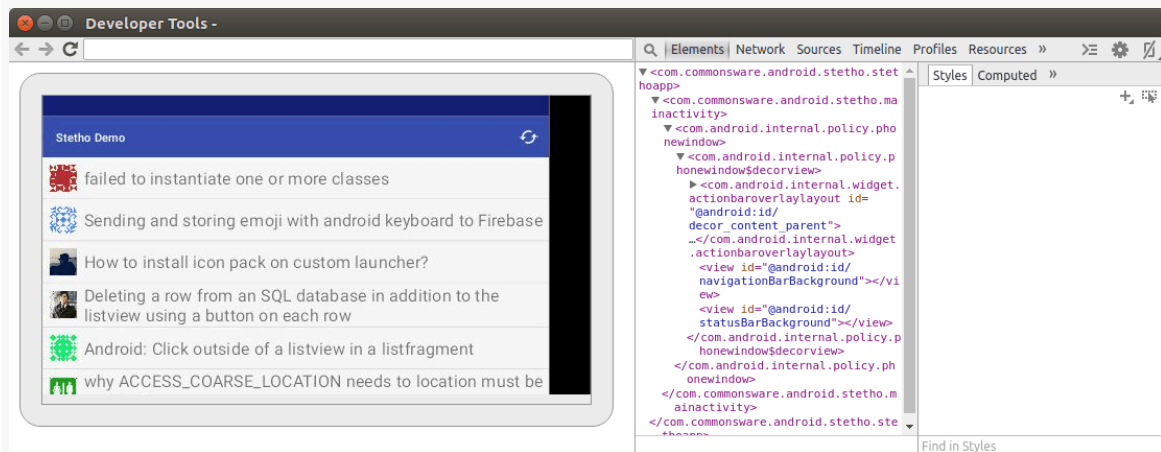 Developer Tools -
Elements Network Sources Timeline Profiles Resources »
Stetho Demo
failed to instantiate one or more classes
Sending and storing emoji with android keyboard to Firebase
How to install icon pack on custom launcher?
Deleting a row from an SQL database in addition to the
listview using a button on each row
Android: Click outside of a listview in a listfragment
why ACCESS_COARSE_LOCATION needs to location must be
▼<com.commonsware.android.stetho.stet
hoapp>
▼<com.commonsware.android.stetho.ma
inactivity>
▼<com.android.internal.policy.pho
newindow>
▼<com.android.internal.policy.p
honewindow$decorview>
▶<com.android.internal.widget.
actionbaroverlaylayout id=
"@android:id/
decor_content_parent">
…</com.android.internal.widget
.actionbaroverlaylayout>
<view id="@android:id/
navigationBarBackground"></vi
ew>
<view id="@android:id/
statusBarBackground"></view>
</com.android.internal.policy.p
honewindow$decorview>
</com.android.internal.policy.ph
onewindow>
</com.commonsware.android.stetho.m
ainactivity>
</com.commonsware.android.stetho.ste
Styles Computed »
Find in Styles